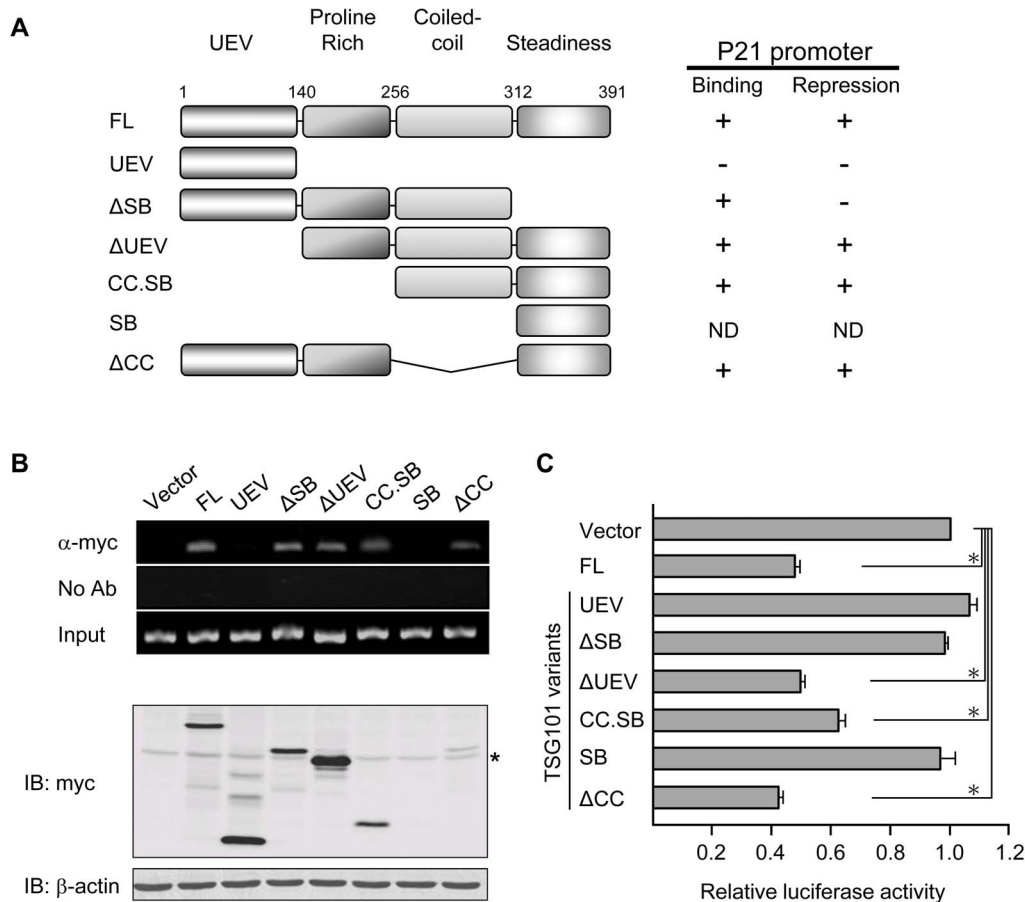 A
UEV
Proline
Rich
Coiled-
coil
Steadiness
P21 promoter
Binding Repression
1 140 256 312 391
FL + +
UEV - -
ΔSB + -
ΔUEV + +
CC.SB + +
SB ND ND
ΔCC + +
B
Vector FL UEV ΔSB ΔUEV CC.SB SB ΔCC
α-myc
No Ab
Input
IB: myc *
IB: β-actin
C
Vector
FL *
TSG101 variants
UEV
ΔSB
ΔUEV *
CC.SB *
SB
ΔCC *
0.2 0.4 0.6 0.8 1.0 1.2
Relative luciferase activity